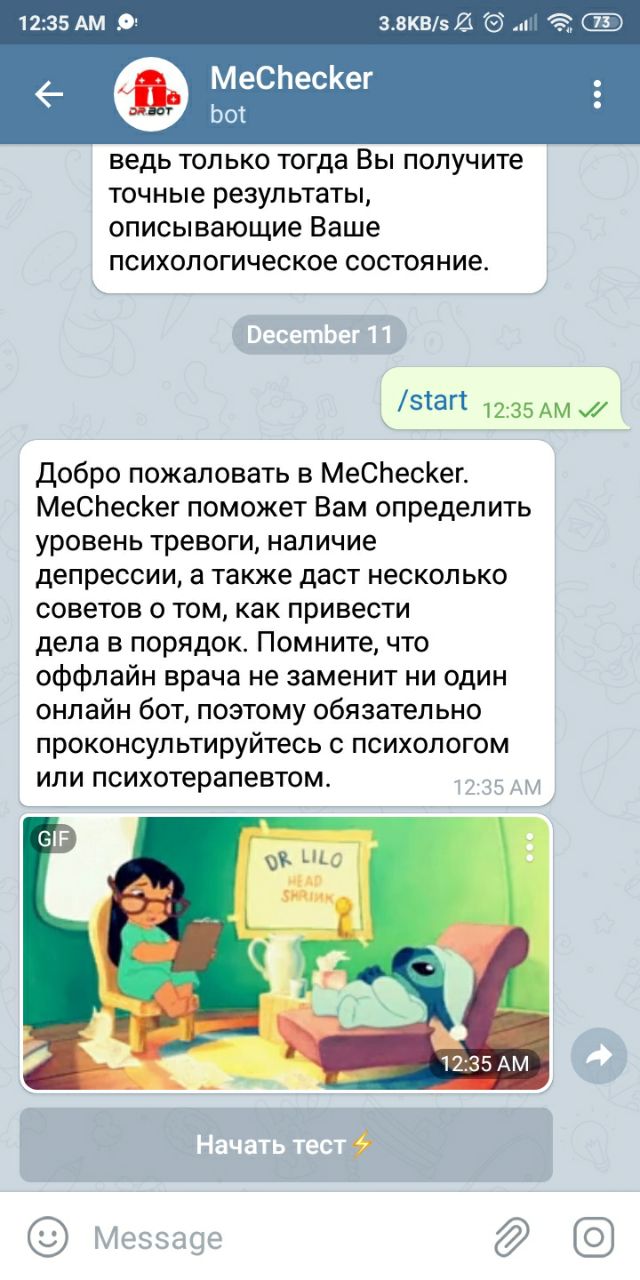 12:35 AM
3.8KB/s
73
MeChecker
DR.BOT
bot
ведь только тогда Вы получите
точные результаты,
описывающие Ваше
психологическое состояние.
December 11
/start 12:35 AM
Добро пожаловать в MeChecker.
MeChecker поможет Вам определить
уровень тревоги, наличие
депрессии, а также даст несколько
советов о том, как привести
дела в порядок. Помните, что
оффлайн врача не заменит ни один
онлайн бот, поэтому обязательно
проконсультируйтесь с психологом
или психотерапевтом.
12:35 AM
GIF
DR LILO
HEAD
SHRINK
12:35 AM
Начать тест⚡
Message